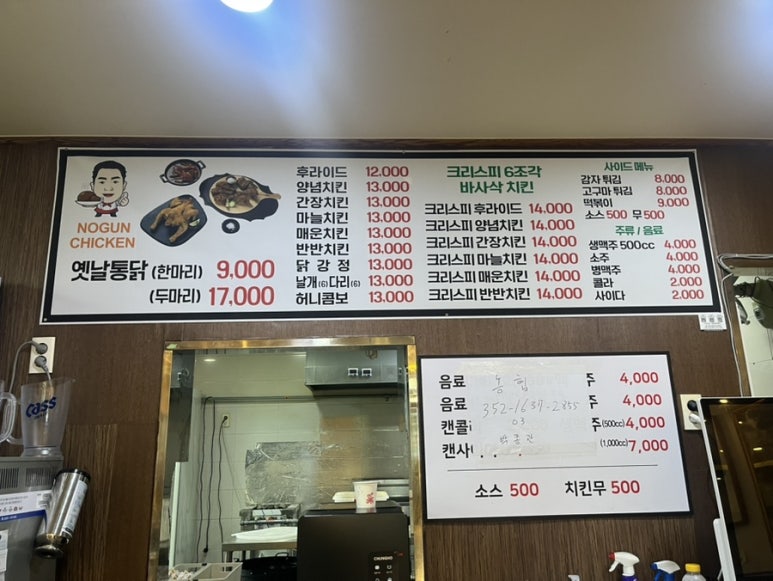 NOGUN
CHICKEN
옛날통닭 (한마리) 9,000
(두마리) 17,000
후라이드 12.000
양념치킨 13.000
간장치킨 13.000
마늘치킨 13.000
매운치킨 13.000
반반치킨 13.000
닭 강 정 13.000
날개(6)다리(6) 13.000
허니콤보 13.000
크리스피 6조각
바사삭 치킨
크리스피 후라이드 14.000
크리스피 양념치킨 14.000
크리스피 간장치킨 14.000
크리스피 마늘치킨 14.000
크리스피 매운치킨 14.000
크리스피 반반치킨 14.000
사이드 메뉴
감자 튀김 8.000
고구마 튀김 8.000
떡볶이 9.000
소스 500 무 500
주류 / 음료
생맥주 500cc 4.000
소주 4.000
병맥주 4.000
콜라 2.000
사이다 2.000
음료 주 4,000
음료 주 4,000
캔콜 주(500cc) 4,000
캔사 (1,000cc) 7,000
농협
352-1637-2855
03
소스 500 치킨무 500
cass
CHUNGHO